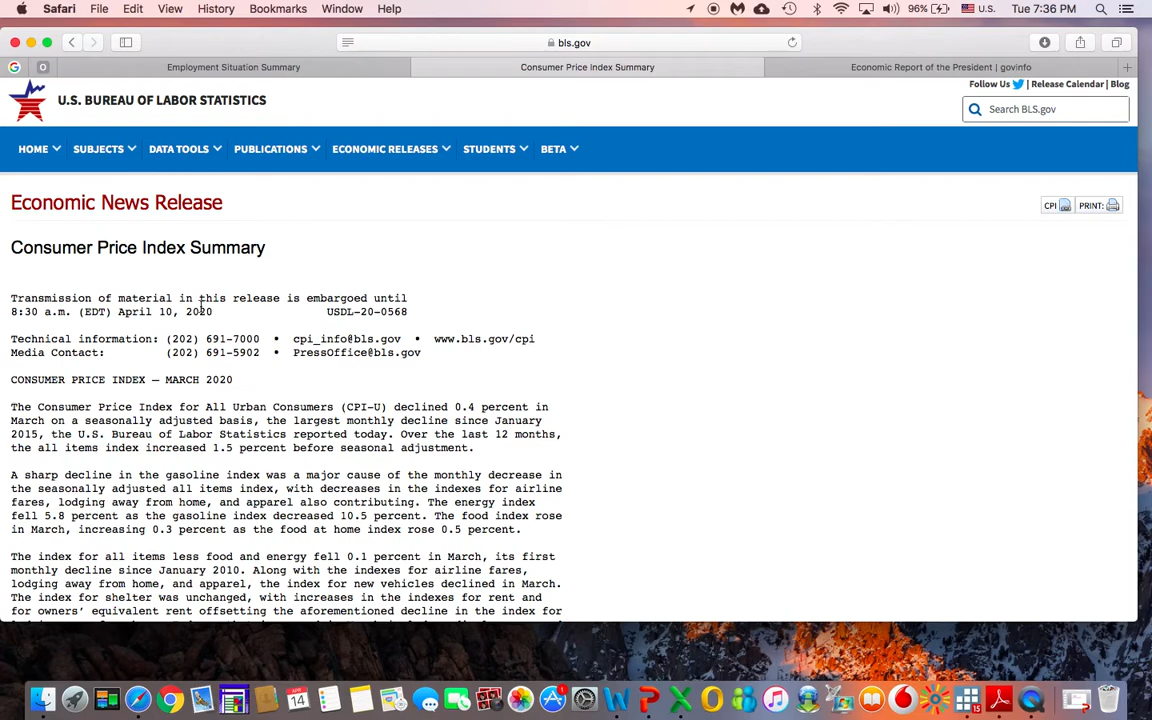 Safari File Edit View History Bookmarks Window Help 96% U.S. Tue 7:36 PM
bls.gov
Employment Situation Summary Consumer Price Index Summary Economic Report of the President | govinfo
Follow Us | Release Calendar | Blog
U.S. BUREAU OF LABOR STATISTICS
Search BLS.gov
HOME SUBJECTS DATA TOOLS PUBLICATIONS ECONOMIC RELEASES STUDENTS BETA
Economic News Release
CPI PRINT:
Consumer Price Index Summary
Transmission of material in this release is embargoed until
8:30 a.m. (EDT) April 10, 2020 USDL-20-0568
Technical information: (202) 691-7000 • cpi_info@bls.gov • www.bls.gov/cpi
Media Contact: (202) 691-5902 • PressOffice@bls.gov
CONSUMER PRICE INDEX – MARCH 2020
The Consumer Price Index for All Urban Consumers (CPI-U) declined 0.4 percent in
March on a seasonally adjusted basis, the largest monthly decline since January
2015, the U.S. Bureau of Labor Statistics reported today. Over the last 12 months,
the all items index increased 1.5 percent before seasonal adjustment.
A sharp decline in the gasoline index was a major cause of the monthly decrease in
the seasonally adjusted all items index, with decreases in the indexes for airline
fares, lodging away from home, and apparel also contributing. The energy index
fell 5.8 percent as the gasoline index decreased 10.5 percent. The food index rose
in March, increasing 0.3 percent as the food at home index rose 0.5 percent.
The index for all items less food and energy fell 0.1 percent in March, its first
monthly decline since January 2010. Along with the indexes for airline fares,
lodging away from home, and apparel, the index for new vehicles declined in March.
The index for shelter was unchanged, with increases in the indexes for rent and
for owners' equivalent rent offsetting the aforementioned decline in the index for